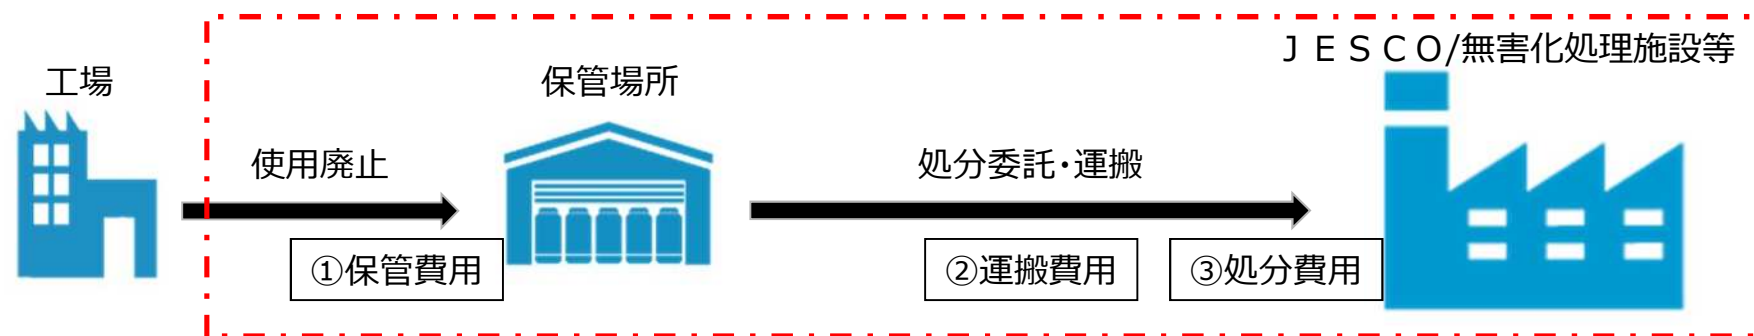 JESCO/無害化処理施設等
工場
保管場所
使用廃止
処分委託・運搬
①保管費用
②運搬費用
③処分費用